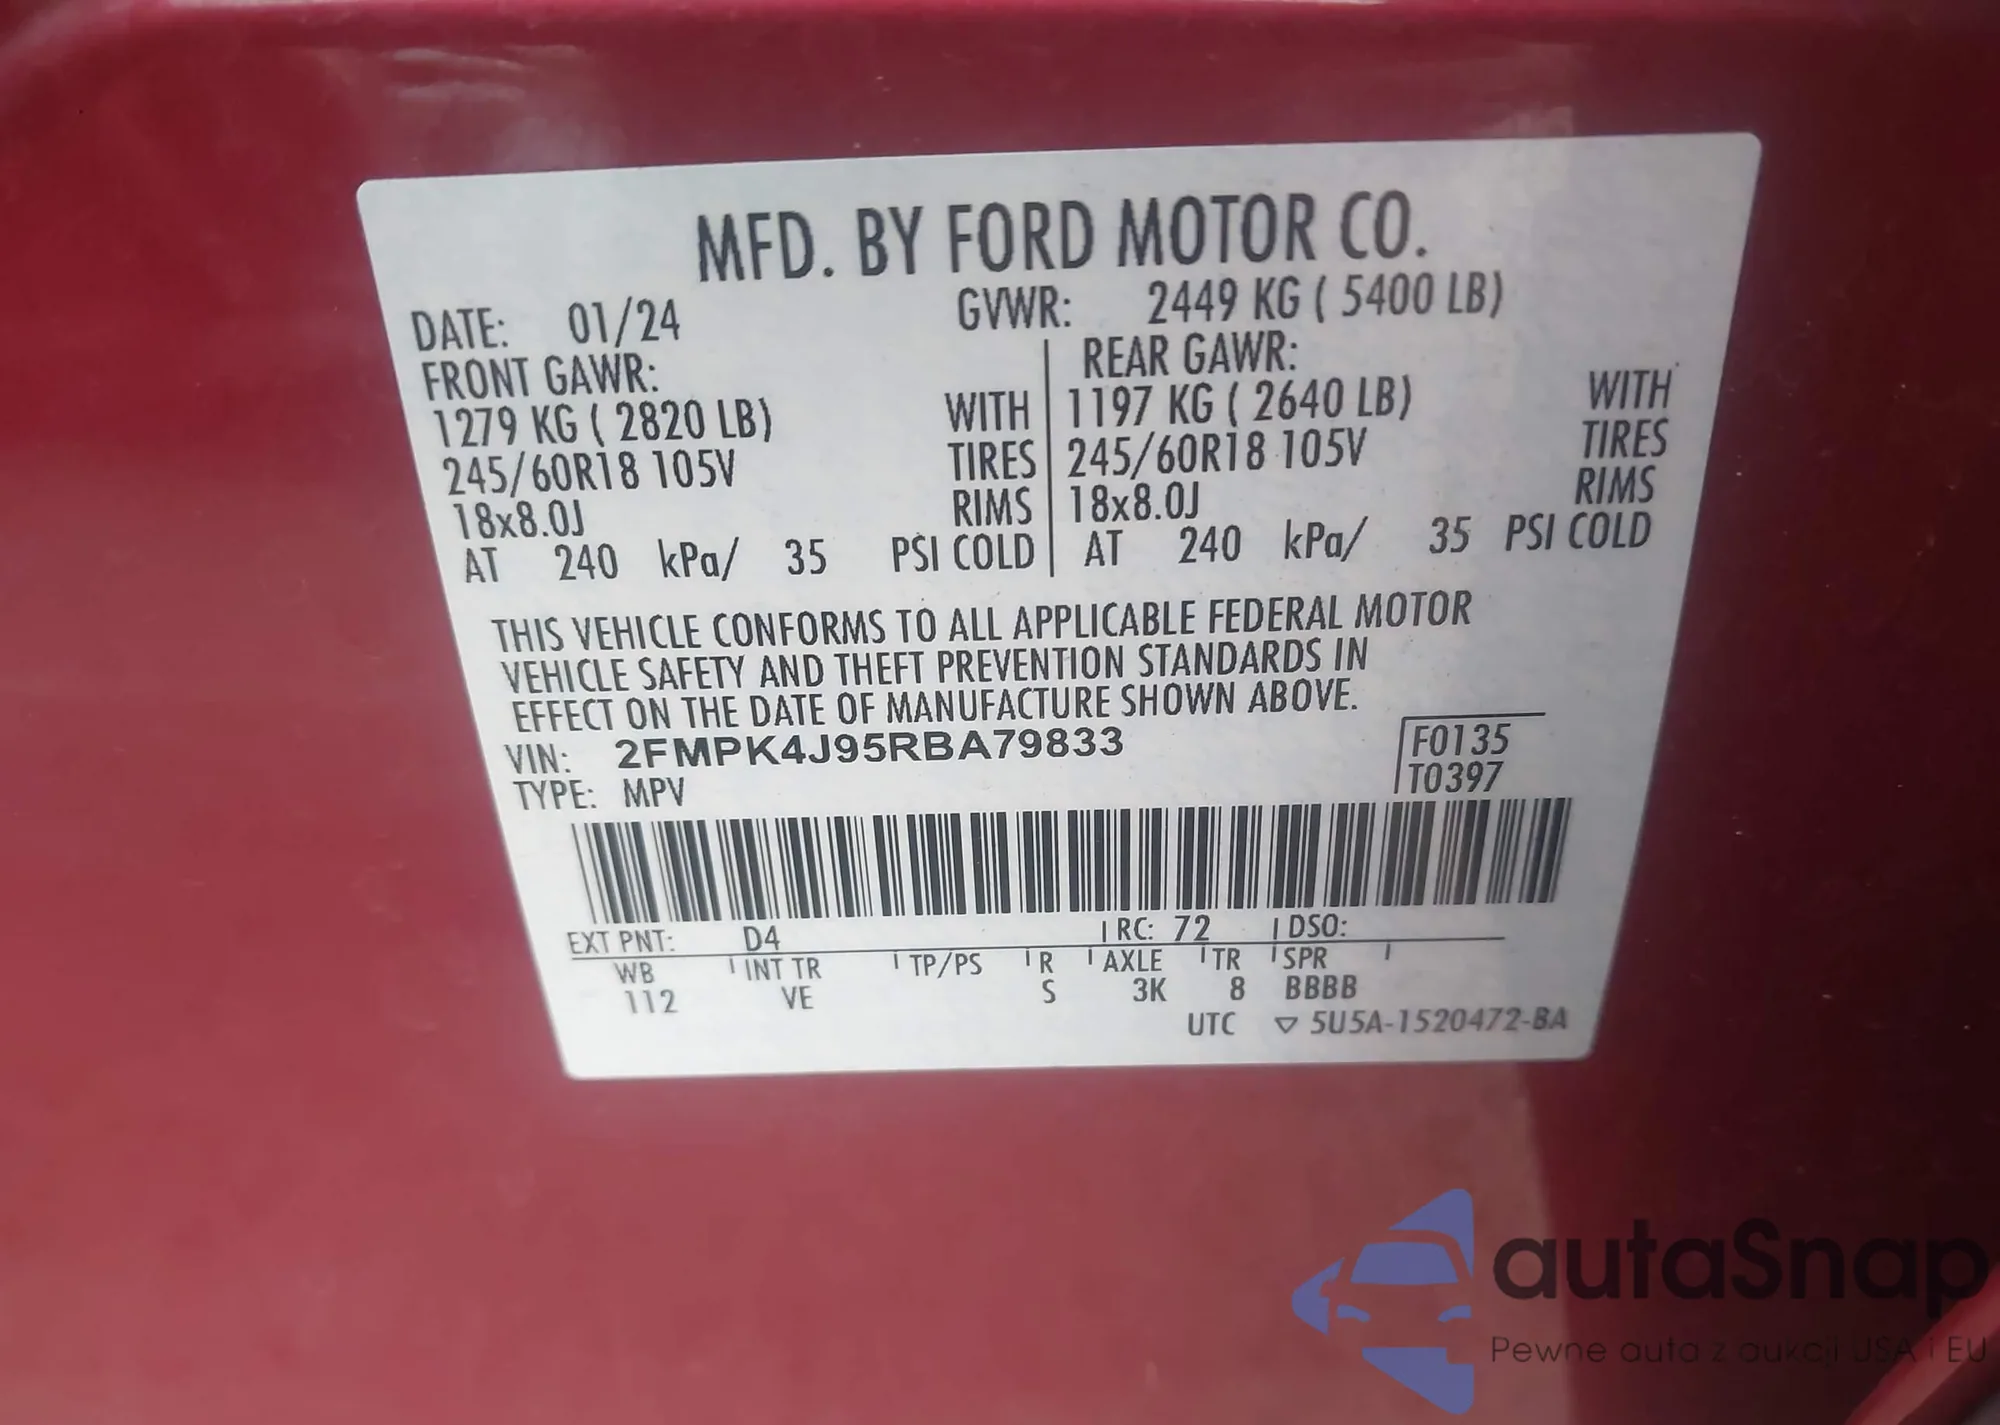 MFD. BY FORD MOTOR CO.
DATE: 01/24 GVWR: 2449 KG ( 5400 LB)
FRONT GAWR: REAR GAWR:
1279 KG ( 2820 LB) WITH 1197 KG ( 2640 LB) WITH
245/60R18 105V TIRES 245/60R18 105V TIRES
18x8.0J RIMS 18x8.0J RIMS
AT 240 kPa/ 35 PSI COLD AT 240 kPa/ 35 PSI COLD
THIS VEHICLE CONFORMS TO ALL APPLICABLE FEDERAL MOTOR
VEHICLE SAFETY AND THEFT PREVENTION STANDARDS IN
EFFECT ON THE DATE OF MANUFACTURE SHOWN ABOVE.
VIN: 2FMPK4J95RBA79833 F0135
TYPE: MPV T0397
EXT PNT: D4 RC: 72 DSO:
WB INT TR TP/PS R AXLE TR SPR
112 VE S 3K 8 BBBB
UTC ▽ 5U5A-1520472-BA
autaSnap
Pewne auta z aukcji USA i EU